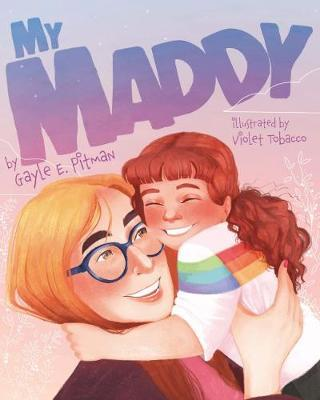 MY
MADDY
by
Gayle E. Pitman
illustrated by
Violet Tobacco